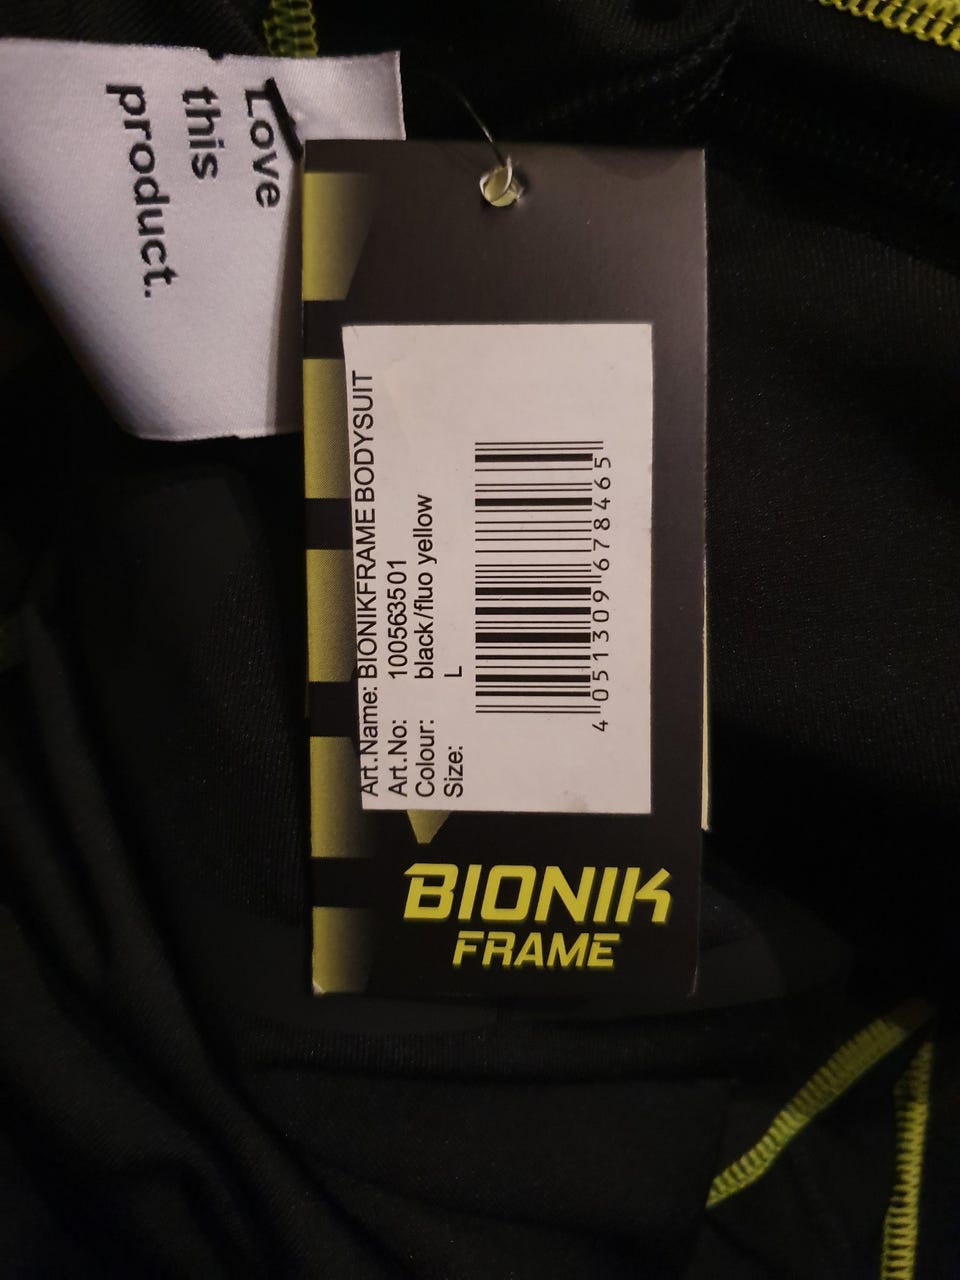 Love
this
product.
Art.Name: BIONIKFRAME BODYSUIT
Art.No: 100563501
Colour: black/fluo yellow
Size: L
4 051309 678465
BIONIK
FRAME